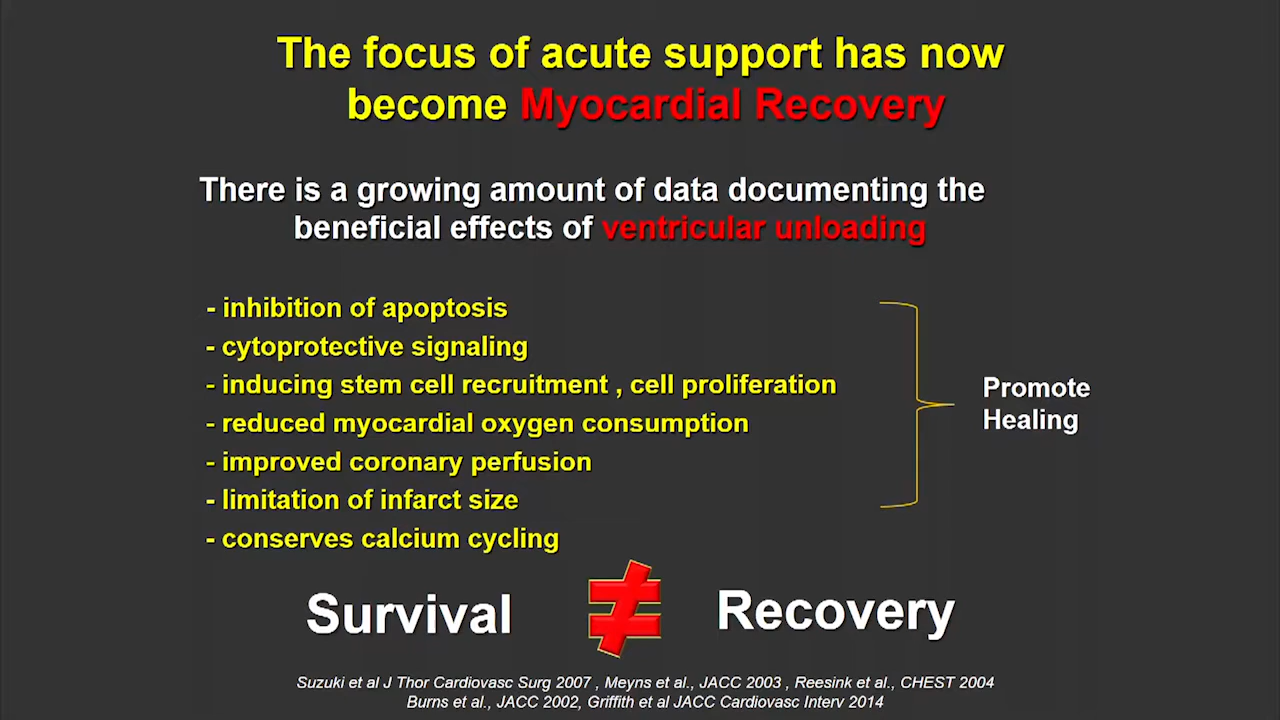 The focus of acute support has now
become Myocardial Recovery
There is a growing amount of data documenting the
beneficial effects of ventricular unloading
- inhibition of apoptosis
- cytoprotective signaling
- inducing stem cell recruitment , cell proliferation
- reduced myocardial oxygen consumption
- improved coronary perfusion
- limitation of infarct size
- conserves calcium cycling
Promote
Healing
Survival ≠ Recovery
Suzuki et al J Thor Cardiovasc Surg 2007 , Meyns et al., JACC 2003 , Reesink et al., CHEST 2004
Burns et al., JACC 2002, Griffith et al JACC Cardiovasc Interv 2014